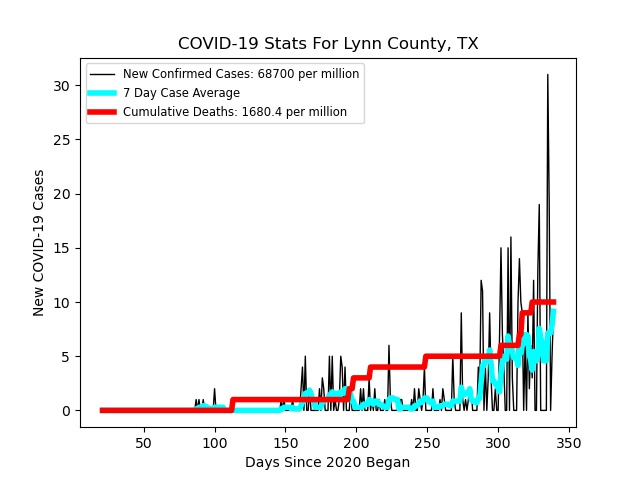 COVID-19 Stats For Lynn County, TX
New Confirmed Cases: 68700 per million
7 Day Case Average
Cumulative Deaths: 1680.4 per million
New COVID-19 Cases
30
25
20
15
10
5
0
50 100 150 200 250 300 350
Days Since 2020 Began